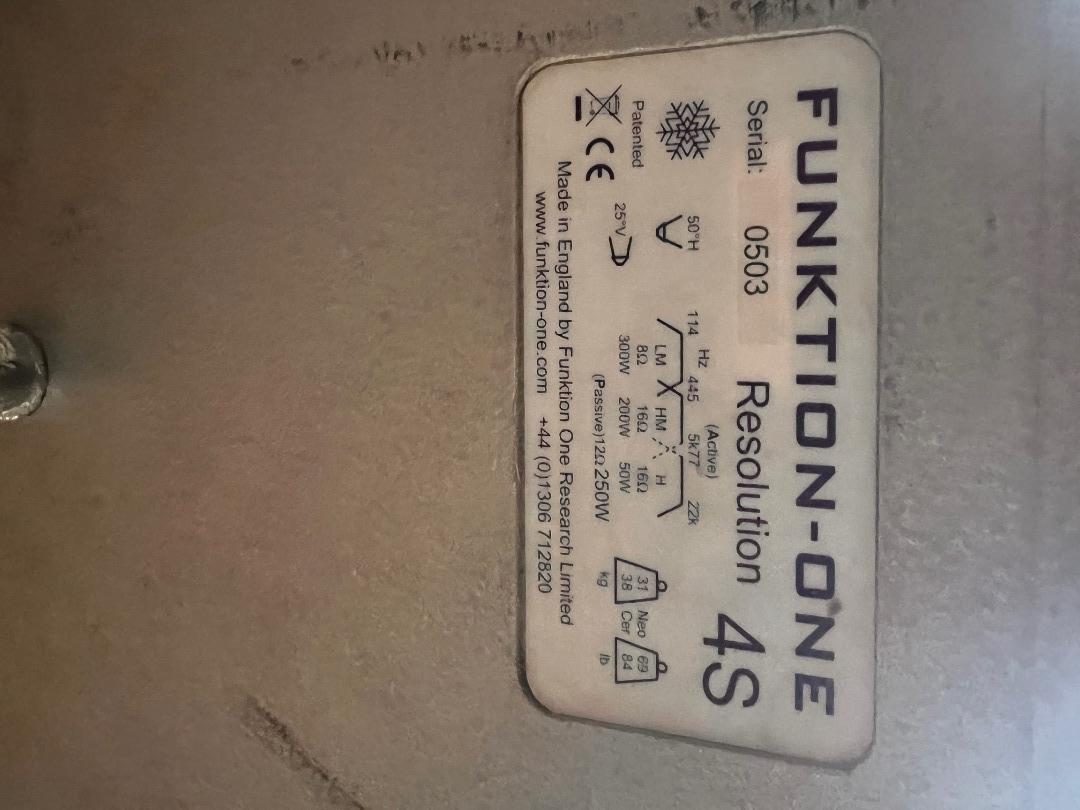 FUNKTION-ONE
Serial: 0503 Resolution 4S
(Active)
Hz
50°H 114 445 5k77 22k
LM HM H
Patented 8Ω 16Ω 16Ω
25°V 300W 200W 50W
(Passive)12Ω 250W
31 Neo 69
38 Cer 84
kg lb
CE
Made in England by Funktion One Research Limited
www.funktion-one.com +44 (0)1306 712820